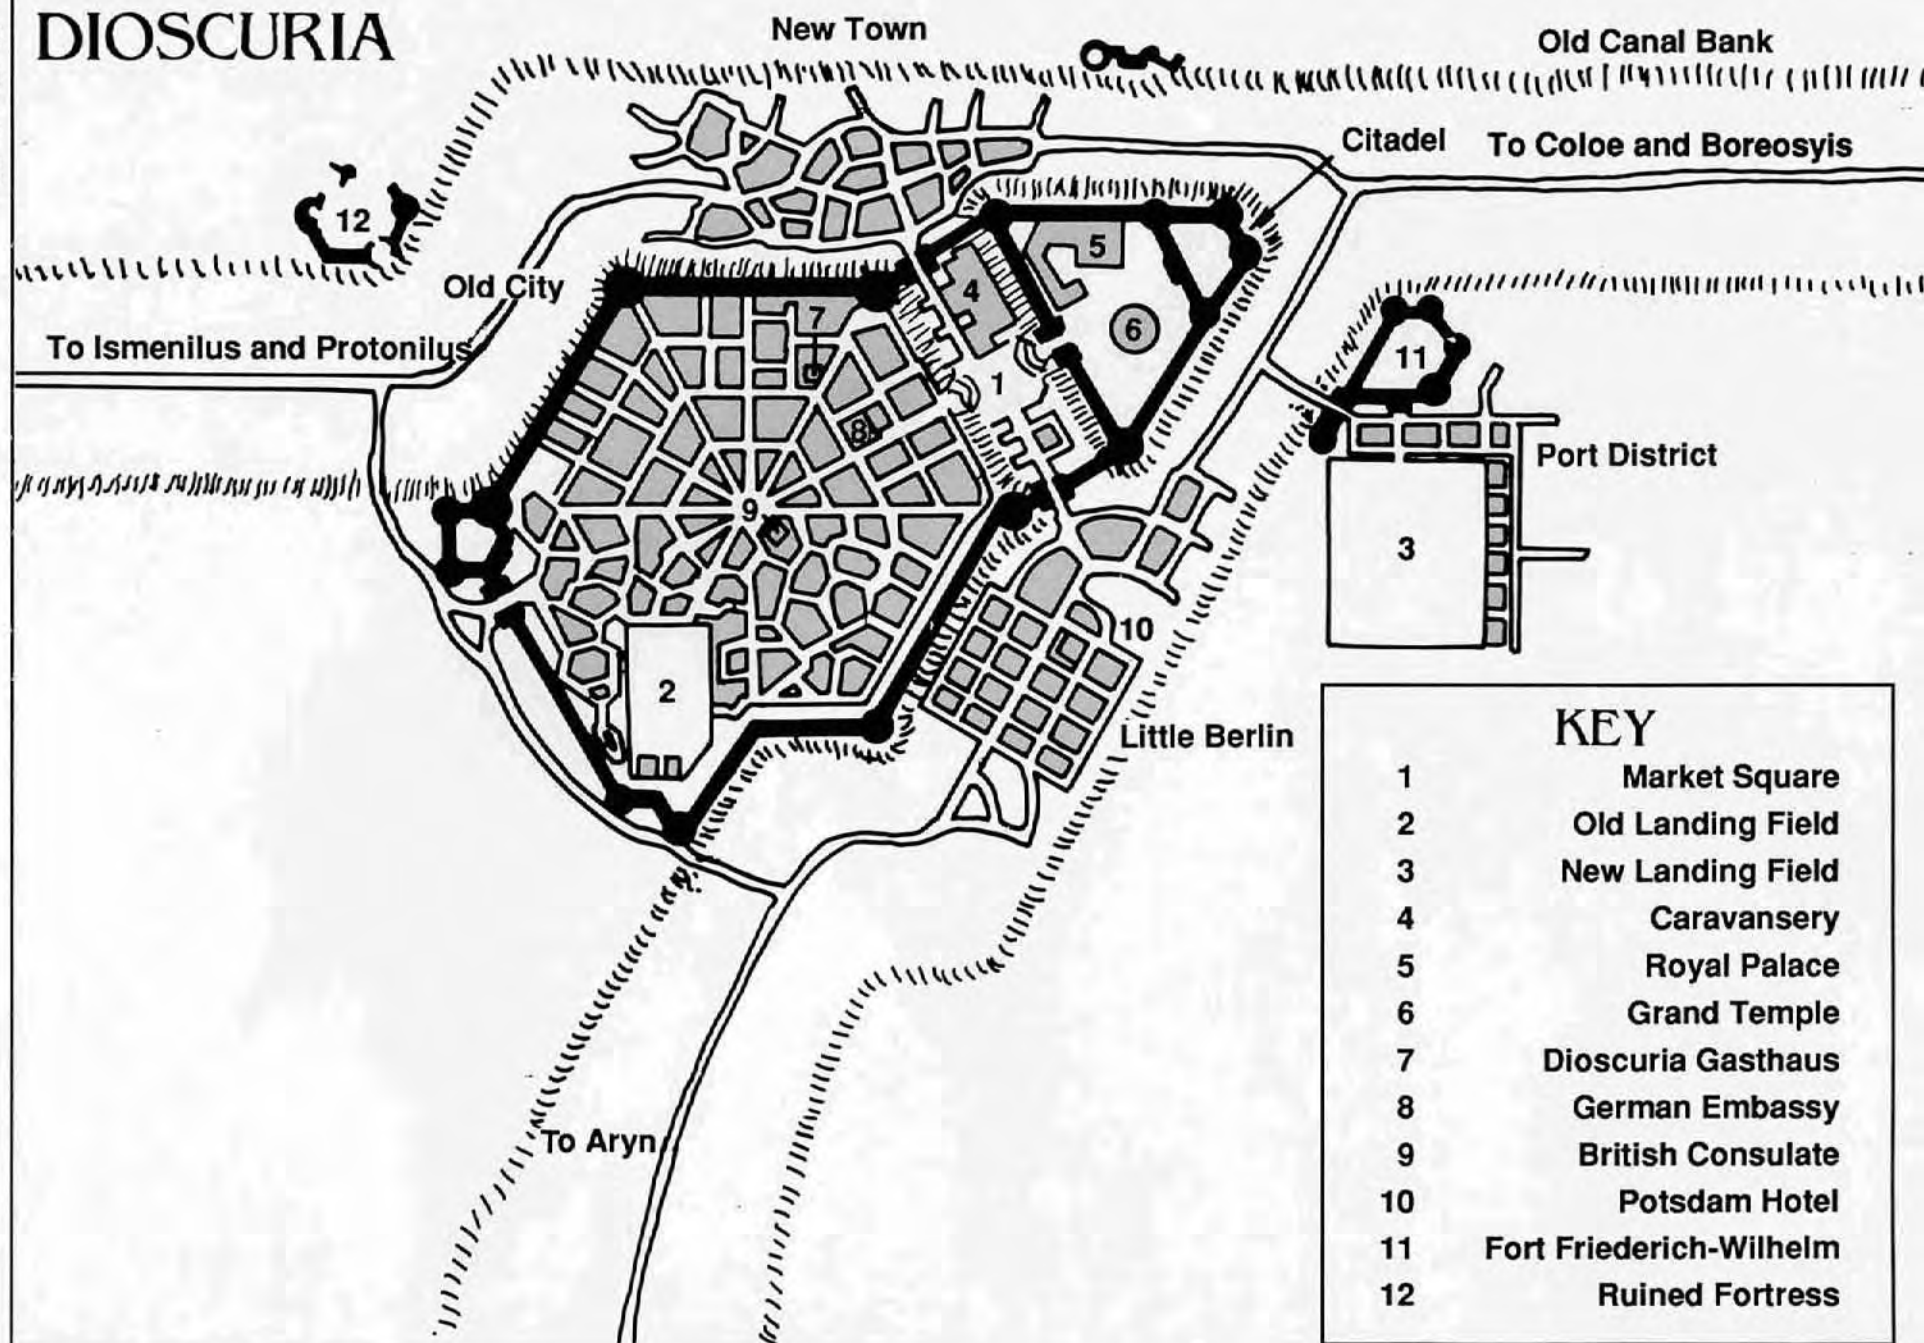 DIOSCURIA
New Town
Old Canal Bank
Citadel
To Coloe and Boreosyis
12
5
Old City
4
7
6
To Ismenilus and Protonilus
11
1
8
Port District
9
3
10
2
Little Berlin
To Aryn
KEY
1 Market Square
2 Old Landing Field
3 New Landing Field
4 Caravansery
5 Royal Palace
6 Grand Temple
7 Dioscuria Gasthaus
8 German Embassy
9 British Consulate
10 Potsdam Hotel
11 Fort Friederich-Wilhelm
12 Ruined Fortress